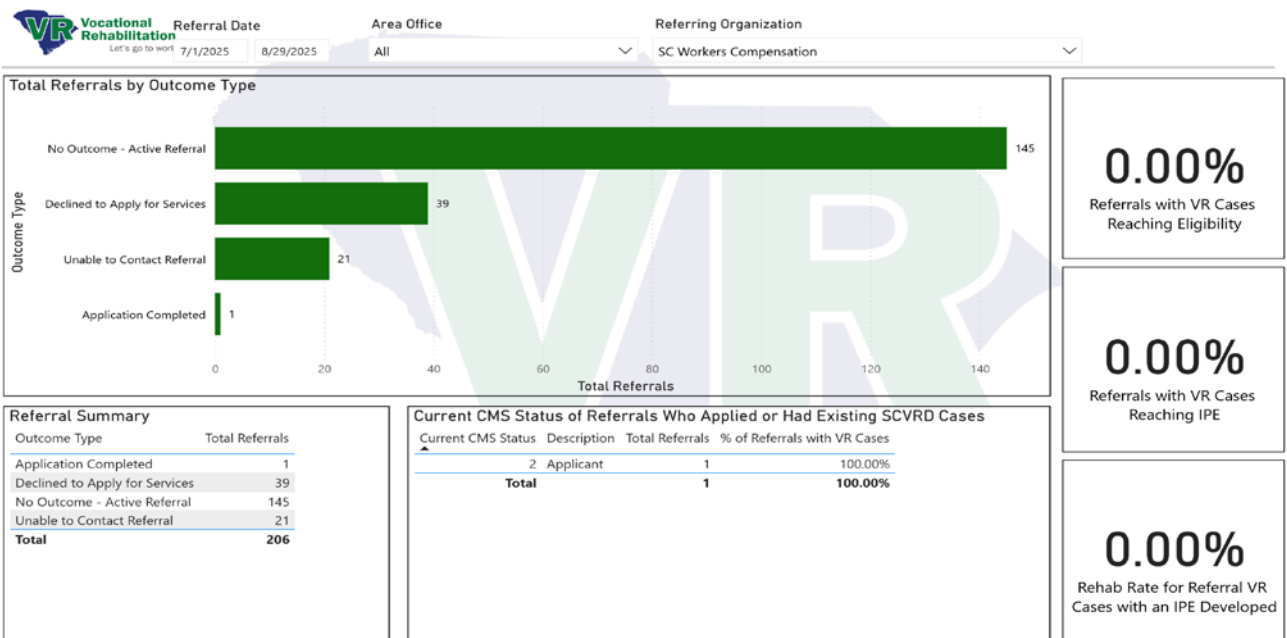 VR Vocational Rehabilitation
Let's go to work
Referral Date
7/1/2025 8/29/2025
Area Office
All
Referring Organization
SC Workers Compensation
Total Referrals by Outcome Type
Outcome Type
No Outcome - Active Referral 145
Declined to Apply for Services 39
Unable to Contact Referral 21
Application Completed 1
0 20 40 60 80 100 120 140
Total Referrals
VR
0.00%
Referrals with VR Cases
Reaching Eligibility
0.00%
Referrals with VR Cases
Reaching IPE
0.00%
Rehab Rate for Referral VR
Cases with an IPE Developed
Referral Summary
Outcome Type Total Referrals
Application Completed 1
Declined to Apply for Services 39
No Outcome - Active Referral 145
Unable to Contact Referral 21
Total 206
Current CMS Status of Referrals Who Applied or Had Existing SCVRD Cases
Current CMS Status Description Total Referrals % of Referrals with VR Cases
2 Applicant 1 100.00%
Total 1 100.00%